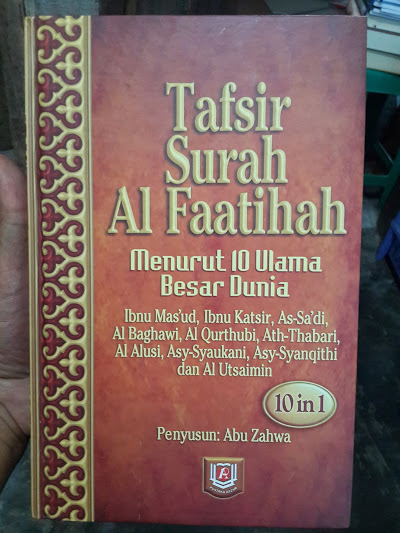 Tafsir
Surah
Al Faatihah
Menurut 10 Ulama
Besar Dunia
Ibnu Mas'ud, Ibnu Katsir, As-Sa'di,
Al Baghawi, Al Qurthubi, Ath-Thabari,
Al Alusi, Asy-Syaukani, Asy-Syanqithi
dan Al Utsaimin
10 in 1
Penyusun: Abu Zahwa